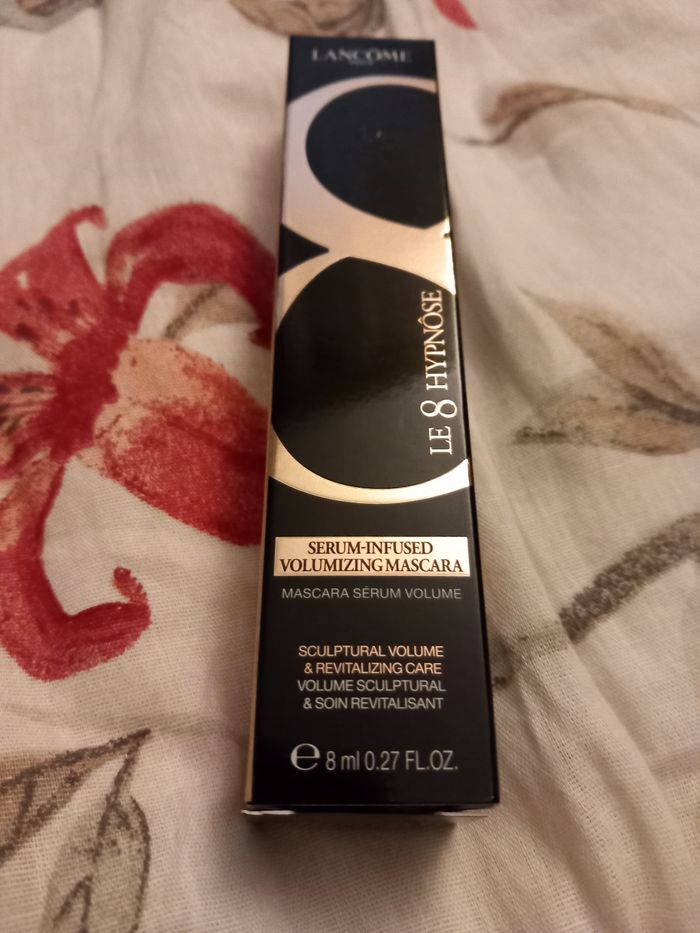 LANCÔME
LE 8 HYPNÔSE
SERUM-INFUSED
VOLUMIZING MASCARA
MASCARA SÉRUM VOLUME
SCULPTURAL VOLUME
& REVITALIZING CARE
VOLUME SCULPTURAL
& SOIN REVITALISANT
℮ 8 ml 0.27 FL.OZ.